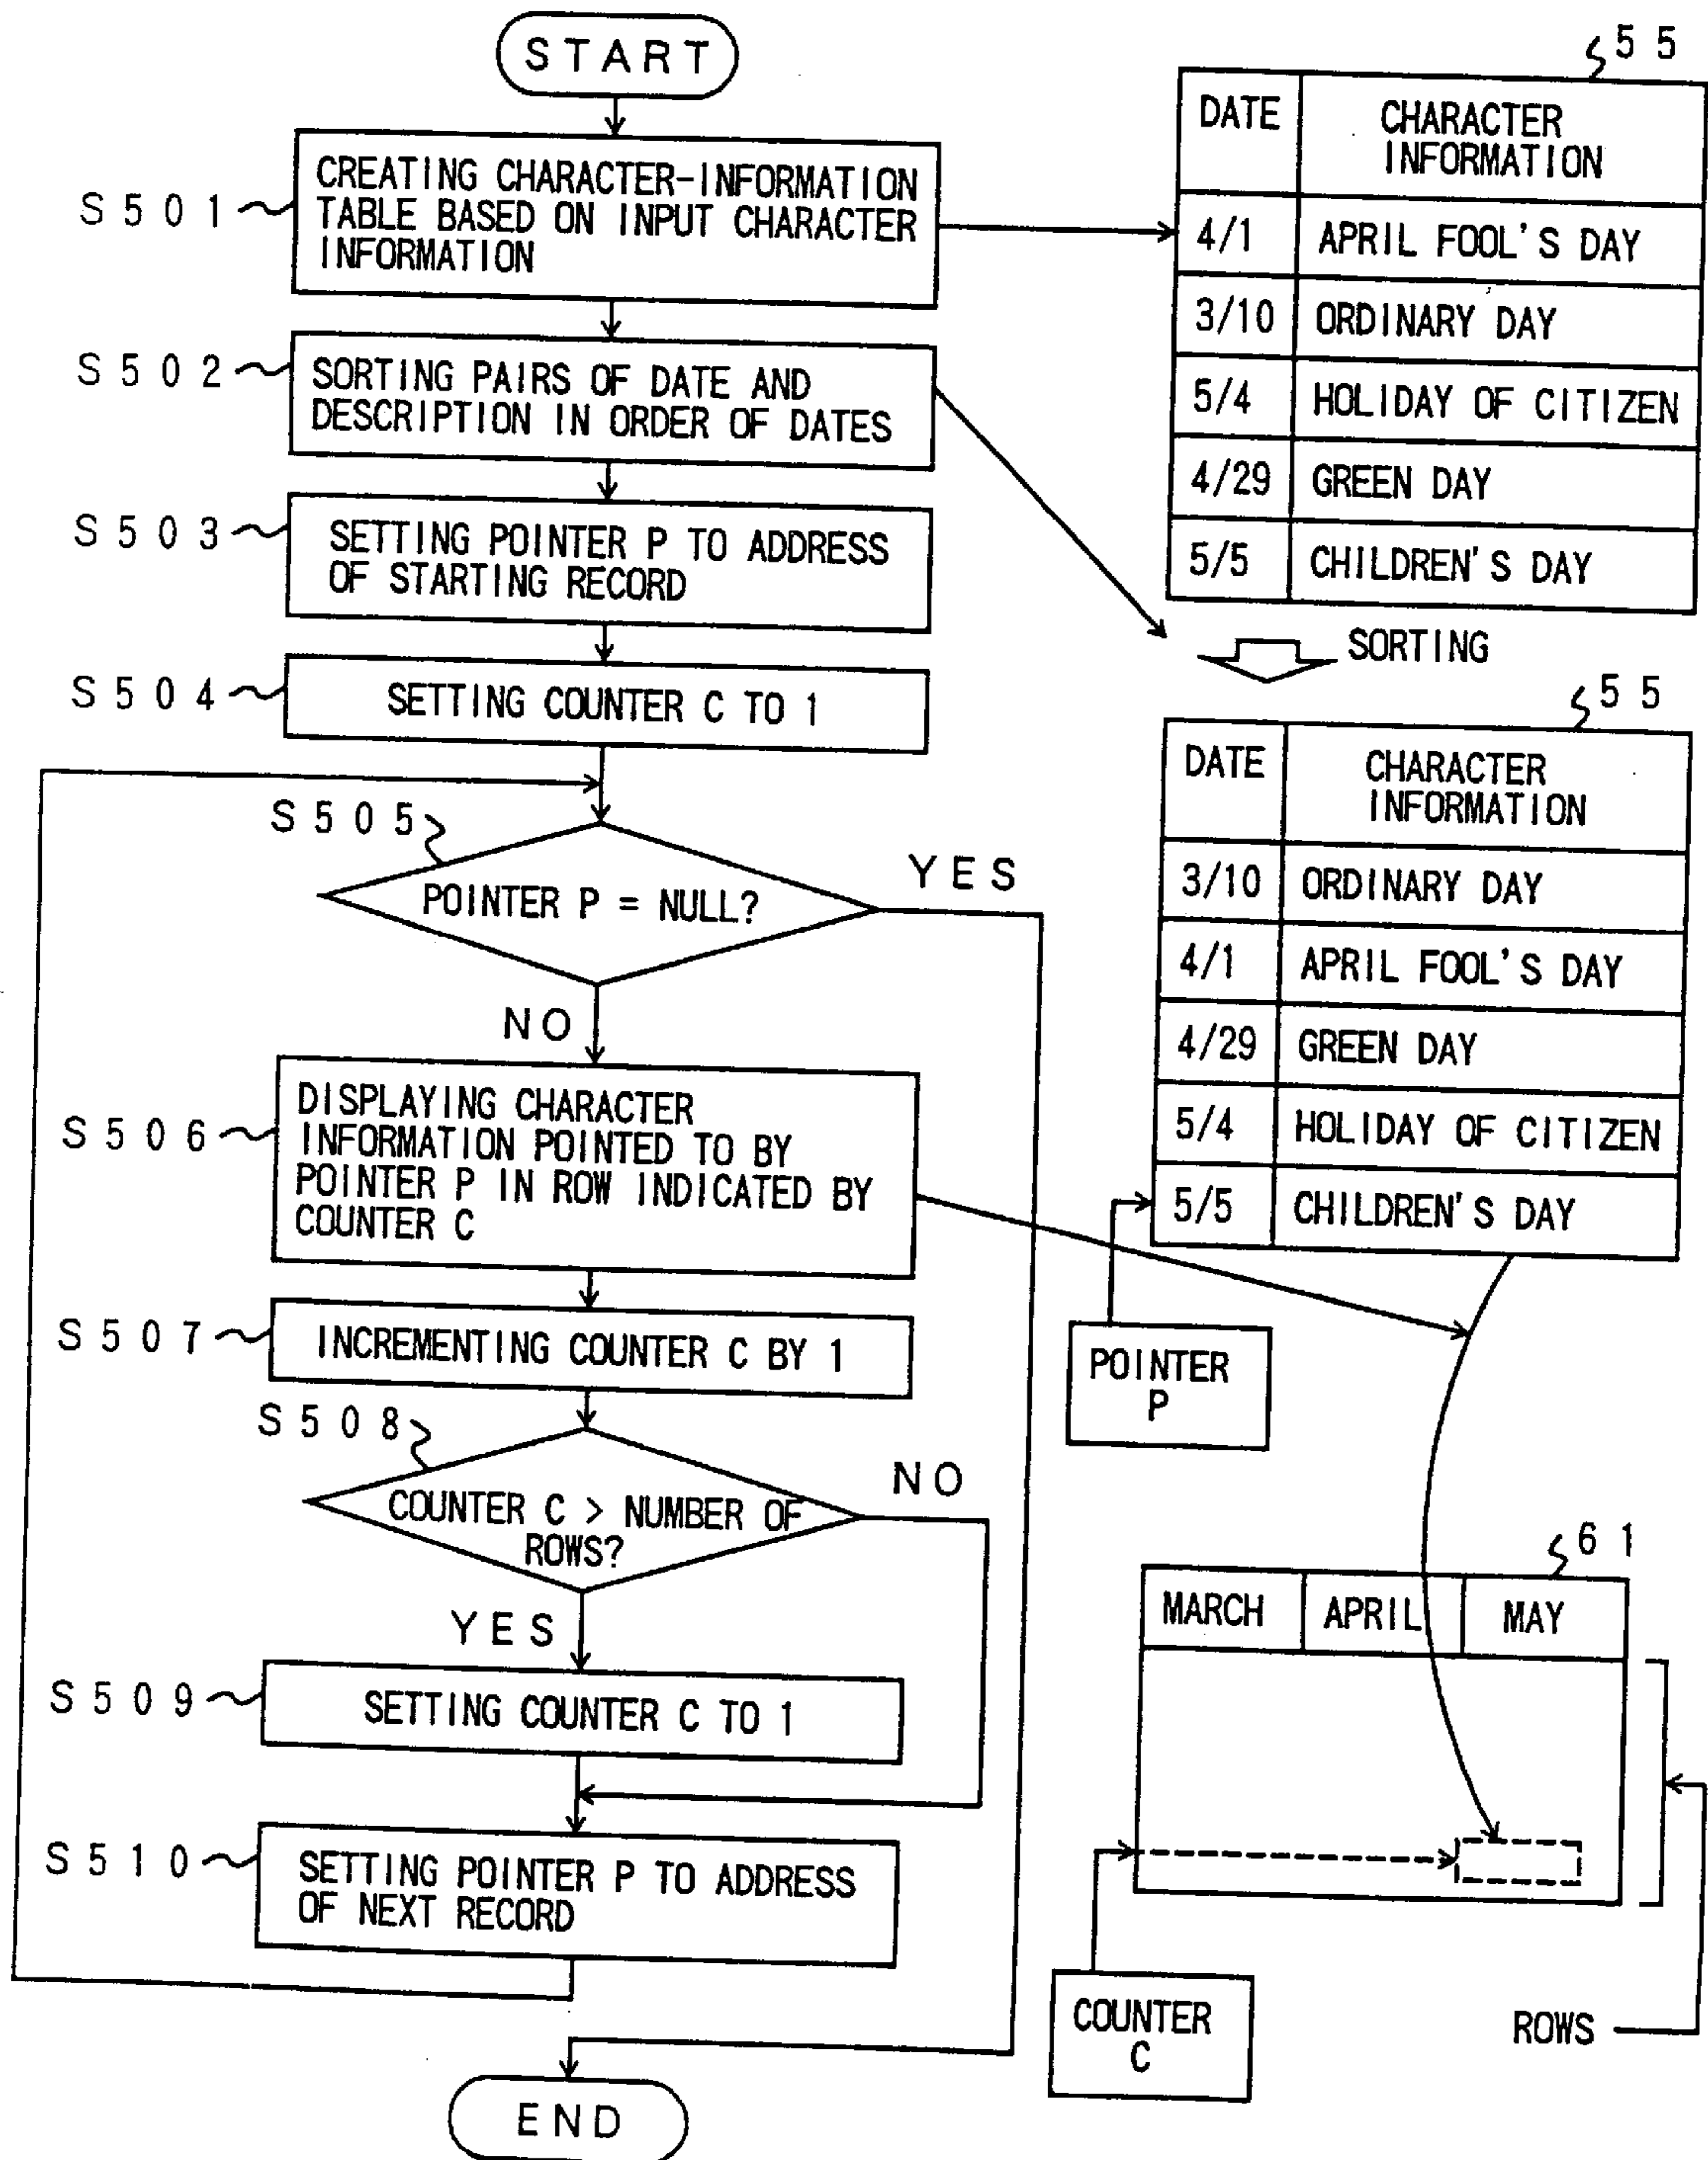 START
S501
CREATING CHARACTER-INFORMATION
TABLE BASED ON INPUT CHARACTER
INFORMATION
S502
SORTING PAIRS OF DATE AND
DESCRIPTION IN ORDER OF DATES
S503
SETTING POINTER P TO ADDRESS
OF STARTING RECORD
S504
SETTING COUNTER C TO 1
S505
POINTER P = NULL?
YES
NO
S506
DISPLAYING CHARACTER
INFORMATION POINTED TO BY
POINTER P IN ROW INDICATED BY
COUNTER C
S507
INCREMENTING COUNTER C BY 1
S508
COUNTER C > NUMBER OF
ROWS?
NO
YES
S509
SETTING COUNTER C TO 1
S510
SETTING POINTER P TO ADDRESS
OF NEXT RECORD
END
55
DATE CHARACTER
INFORMATION
4/1 APRIL FOOL'S DAY
3/10 ORDINARY DAY
5/4 HOLIDAY OF CITIZEN
4/29 GREEN DAY
5/5 CHILDREN'S DAY
SORTING
55
DATE CHARACTER
INFORMATION
3/10 ORDINARY DAY
4/1 APRIL FOOL'S DAY
4/29 GREEN DAY
5/4 HOLIDAY OF CITIZEN
5/5 CHILDREN'S DAY
POINTER
P
61
MARCH APRIL MAY
COUNTER
C
ROWS